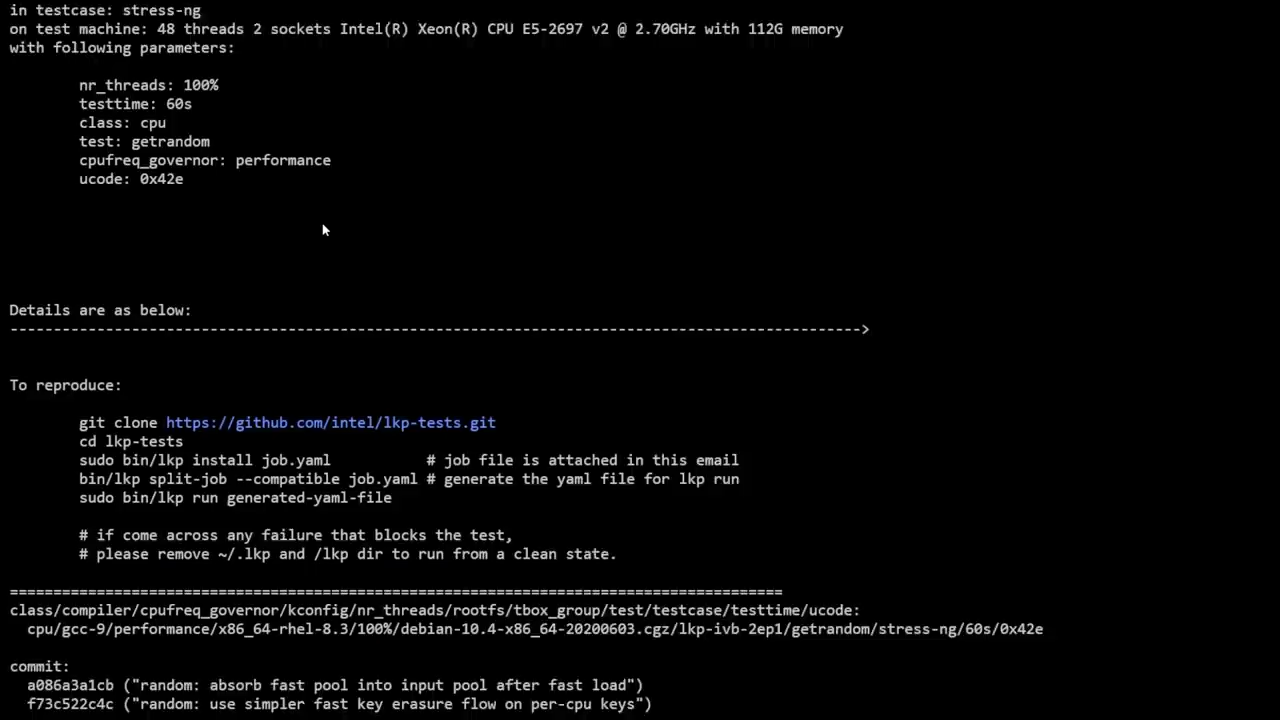 in testcase: stress-ng
on test machine: 48 threads 2 sockets Intel(R) Xeon(R) CPU E5-2697 v2 @ 2.70GHz with 112G memory
with following parameters:
nr_threads: 100%
testtime: 60s
class: cpu
test: getrandom
cpufreq_governor: performance
ucode: 0x42e
Details are as below:
-------------------------------------------------------------------------------------------------->
To reproduce:
git clone https://github.com/intel/lkp-tests.git
cd lkp-tests
sudo bin/lkp install job.yaml           # job file is attached in this email
bin/lkp split-job --compatible job.yaml # generate the yaml file for lkp run
sudo bin/lkp run generated-yaml-file
# if come across any failure that blocks the test,
# please remove ~/.lkp and /lkp dir to run from a clean state.
=========================================================================================
class/compiler/cpufreq_governor/kconfig/nr_threads/rootfs/tbox_group/test/testcase/testtime/ucode:
cpu/gcc-9/performance/x86_64-rhel-8.3/100%/debian-10.4-x86_64-20200603.cgz/lkp-ivb-2ep1/getrandom/stress-ng/60s/0x42e
commit:
a086a3a1cb ("random: absorb fast pool into input pool after fast load")
f73c522c4c ("random: use simpler fast key erasure flow on per-cpu keys")